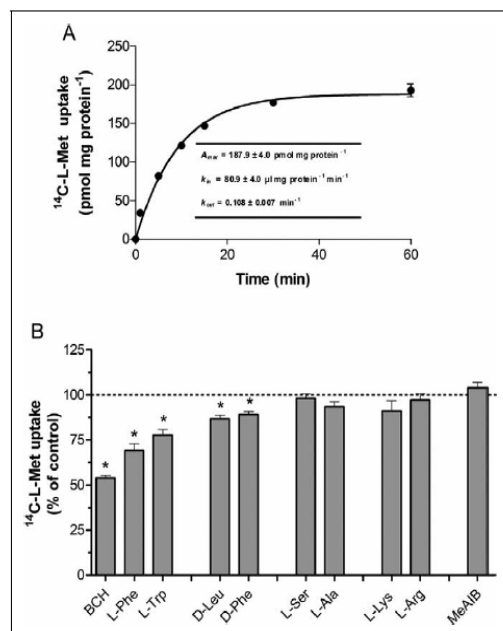 A
¹⁴C-L-Met uptake
(pmol mg protein⁻¹)
250
200
150
100
50
0
A max = 187.9 ± 4.0 pmol mg protein⁻¹
k in = 80.9 ± 4.0 µl mg protein⁻¹ min⁻¹
k out = 0.108 ± 0.007 min⁻¹
0 20 40 60
Time (min)
B
¹⁴C-L-Met uptake
(% of control)
125
100
75
50
25
0
* * * * *
BCH L-Phe L-Trp D-Leu D-Phe L-Ser L-Ala L-Lys L-Arg MeAIB